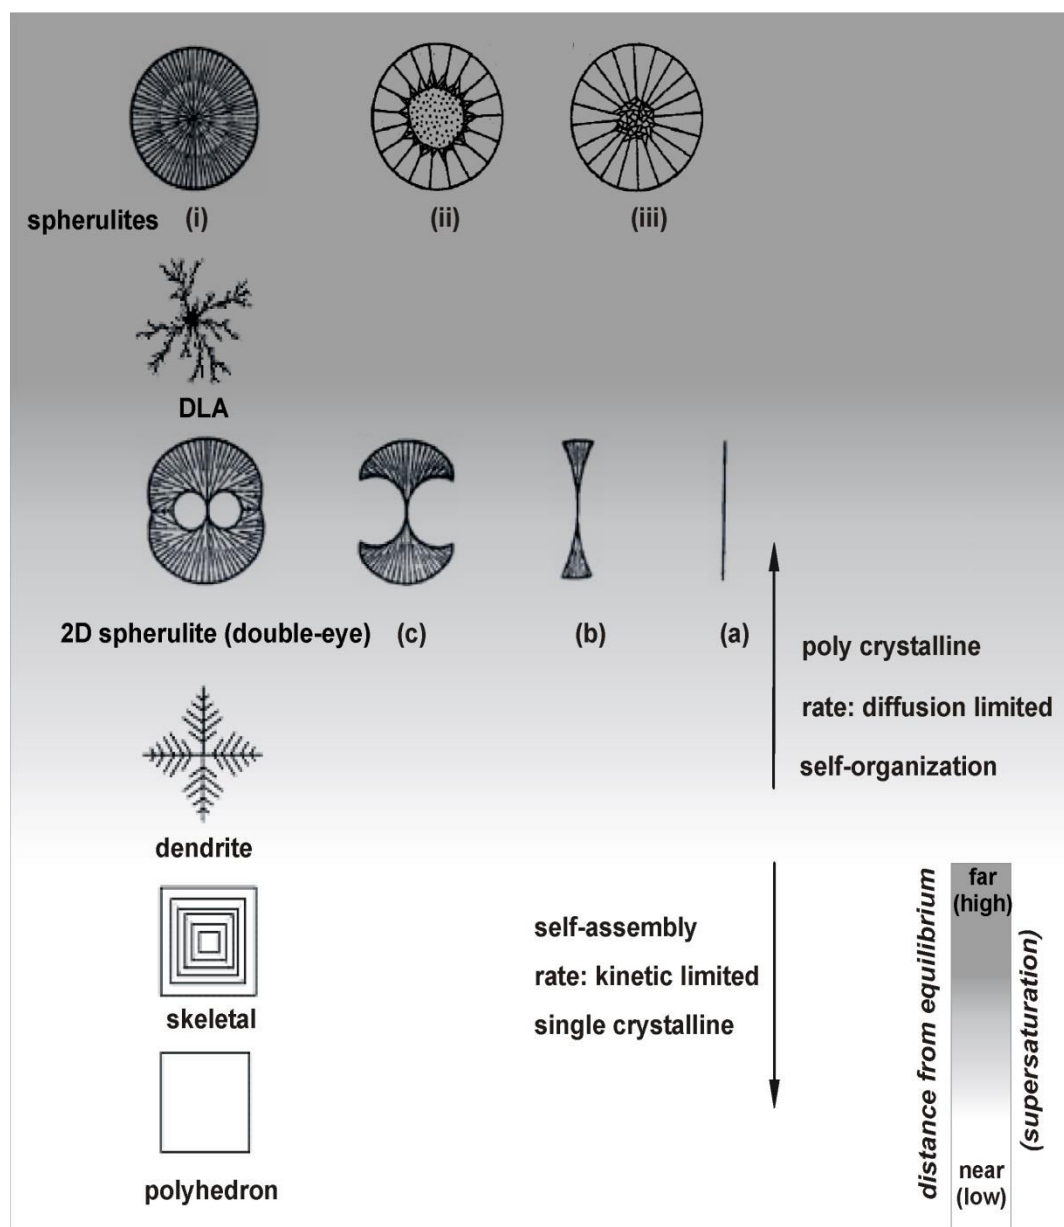 spherulites (i) (ii) (iii)
DLA
2D spherulite (double-eye) (c) (b) (a)
poly crystalline
rate: diffusion limited
self-organization
dendrite
self-assembly
rate: kinetic limited
single crystalline
skeletal
polyhedron
distance from equilibrium
far
(high)
near
(low)
(supersaturation)